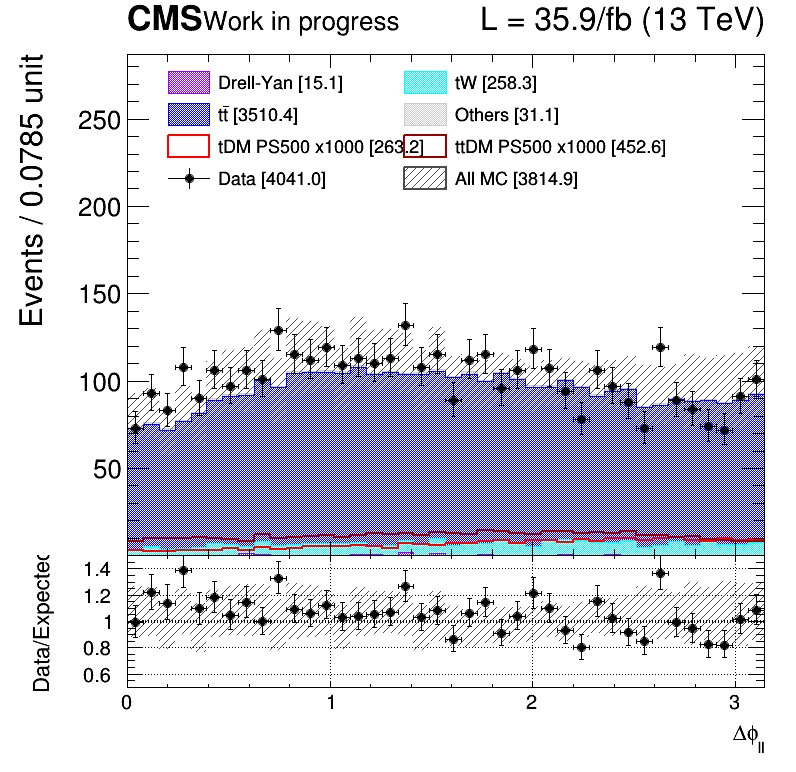 CMS Work in progress L = 35.9/fb (13 TeV)
Events / 0.0785 unit
Drell-Yan [15.1] tW [258.3]
tt̄ [3510.4] Others [31.1]
tDM PS500 x1000 [263.2] ttDM PS500 x1000 [452.6]
Data [4041.0] All MC [3814.9]
250
200
150
100
50
Data/Expected
1.4
1.2
1
0.8
0.6
0 1 2 3
Δϕ_ll